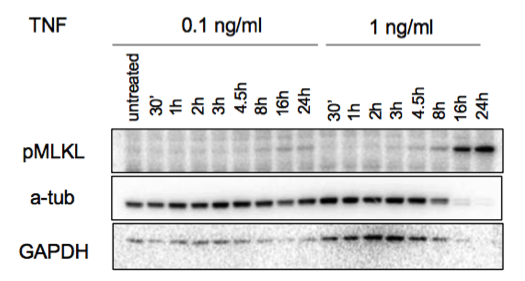 TNF 0.1 ng/ml 1 ng/ml
untreated 30' 1h 2h 3h 4.5h 8h 16h 24h 30' 1h 2h 3h 4.5h 8h 16h 24h
pMLKL
a-tub
GAPDH